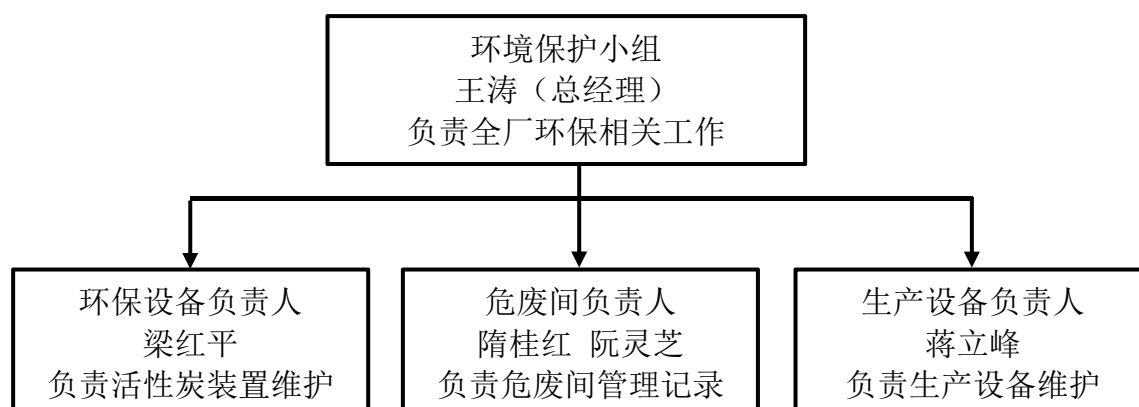 环境保护小组
王涛（总经理）
负责全厂环保相关工作
环保设备负责人
梁红平
负责活性炭装置维护
危废间负责人
隋桂红 阮灵芝
负责危废间管理记录
生产设备负责人
蒋立峰
负责生产设备维护